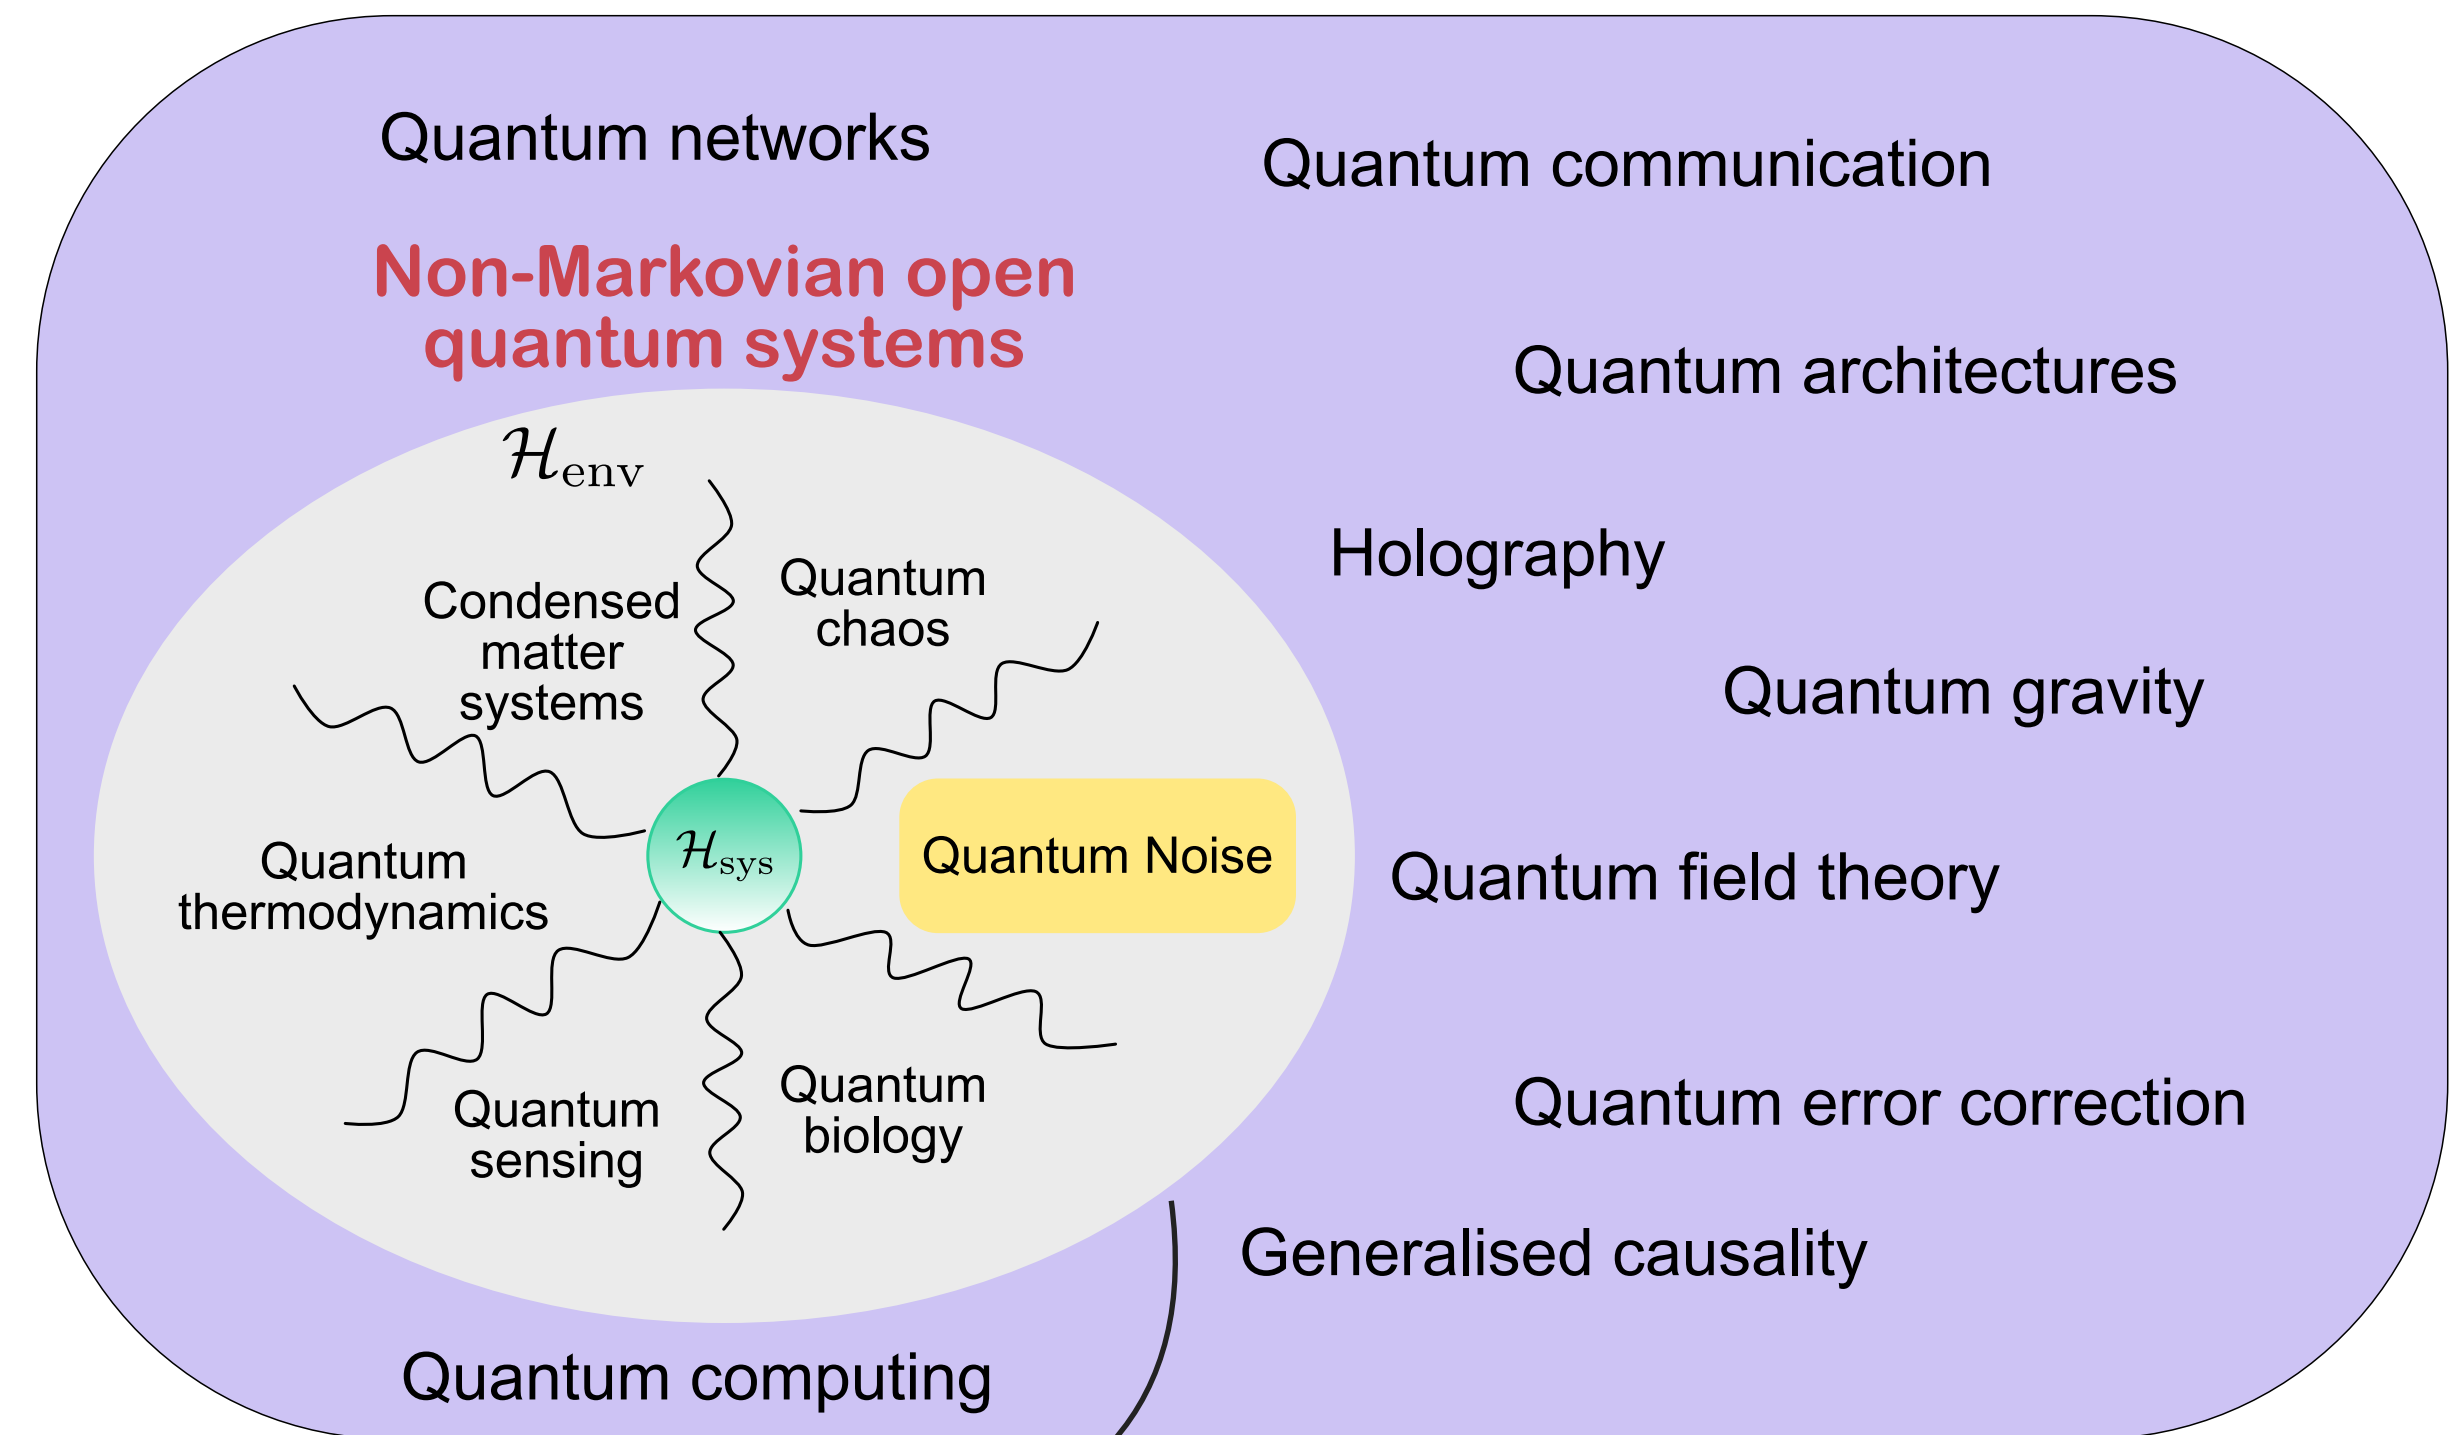 Quantum networks
Quantum communication
Non-Markovian open
quantum systems
Quantum architectures
ℋenv
Condensed
matter
systems
Quantum
chaos
Holography
Quantum gravity
Quantum
thermodynamics
ℋsys
Quantum Noise
Quantum field theory
Quantum
sensing
Quantum
biology
Quantum error correction
Generalised causality
Quantum computing